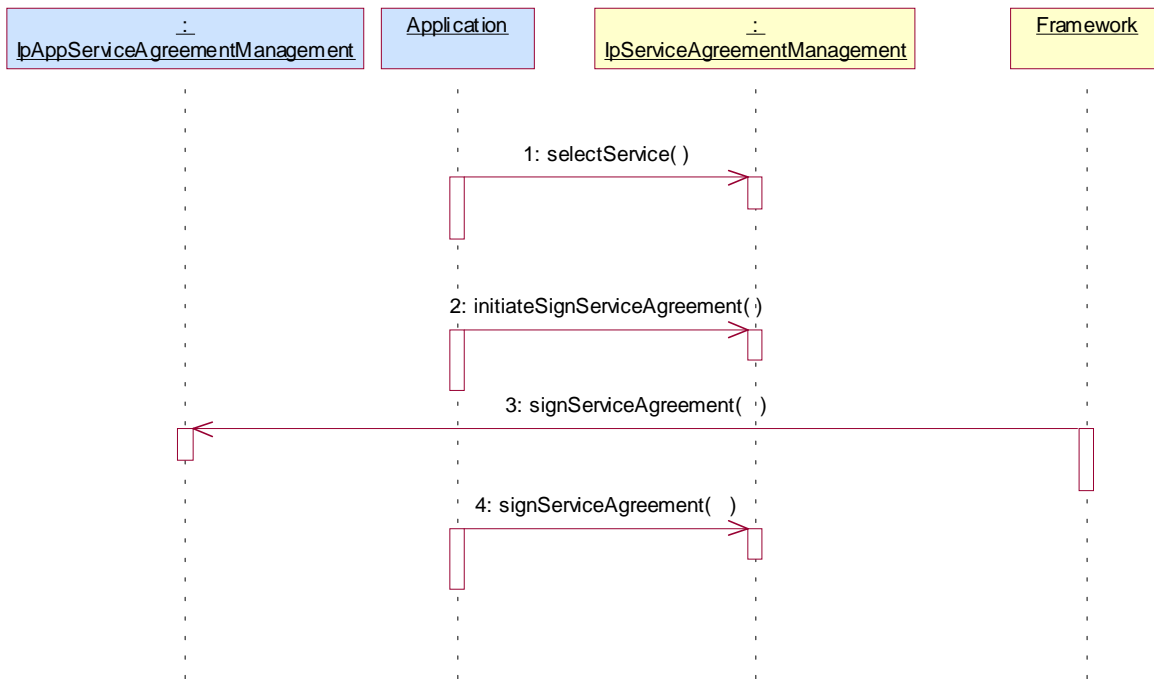 :
IpAppServiceAgreementManagement
Application
:
IpServiceAgreementManagement
Framework
1: selectService( )
2: initiateSignServiceAgreement( )
3: signServiceAgreement( )
4: signServiceAgreement( )